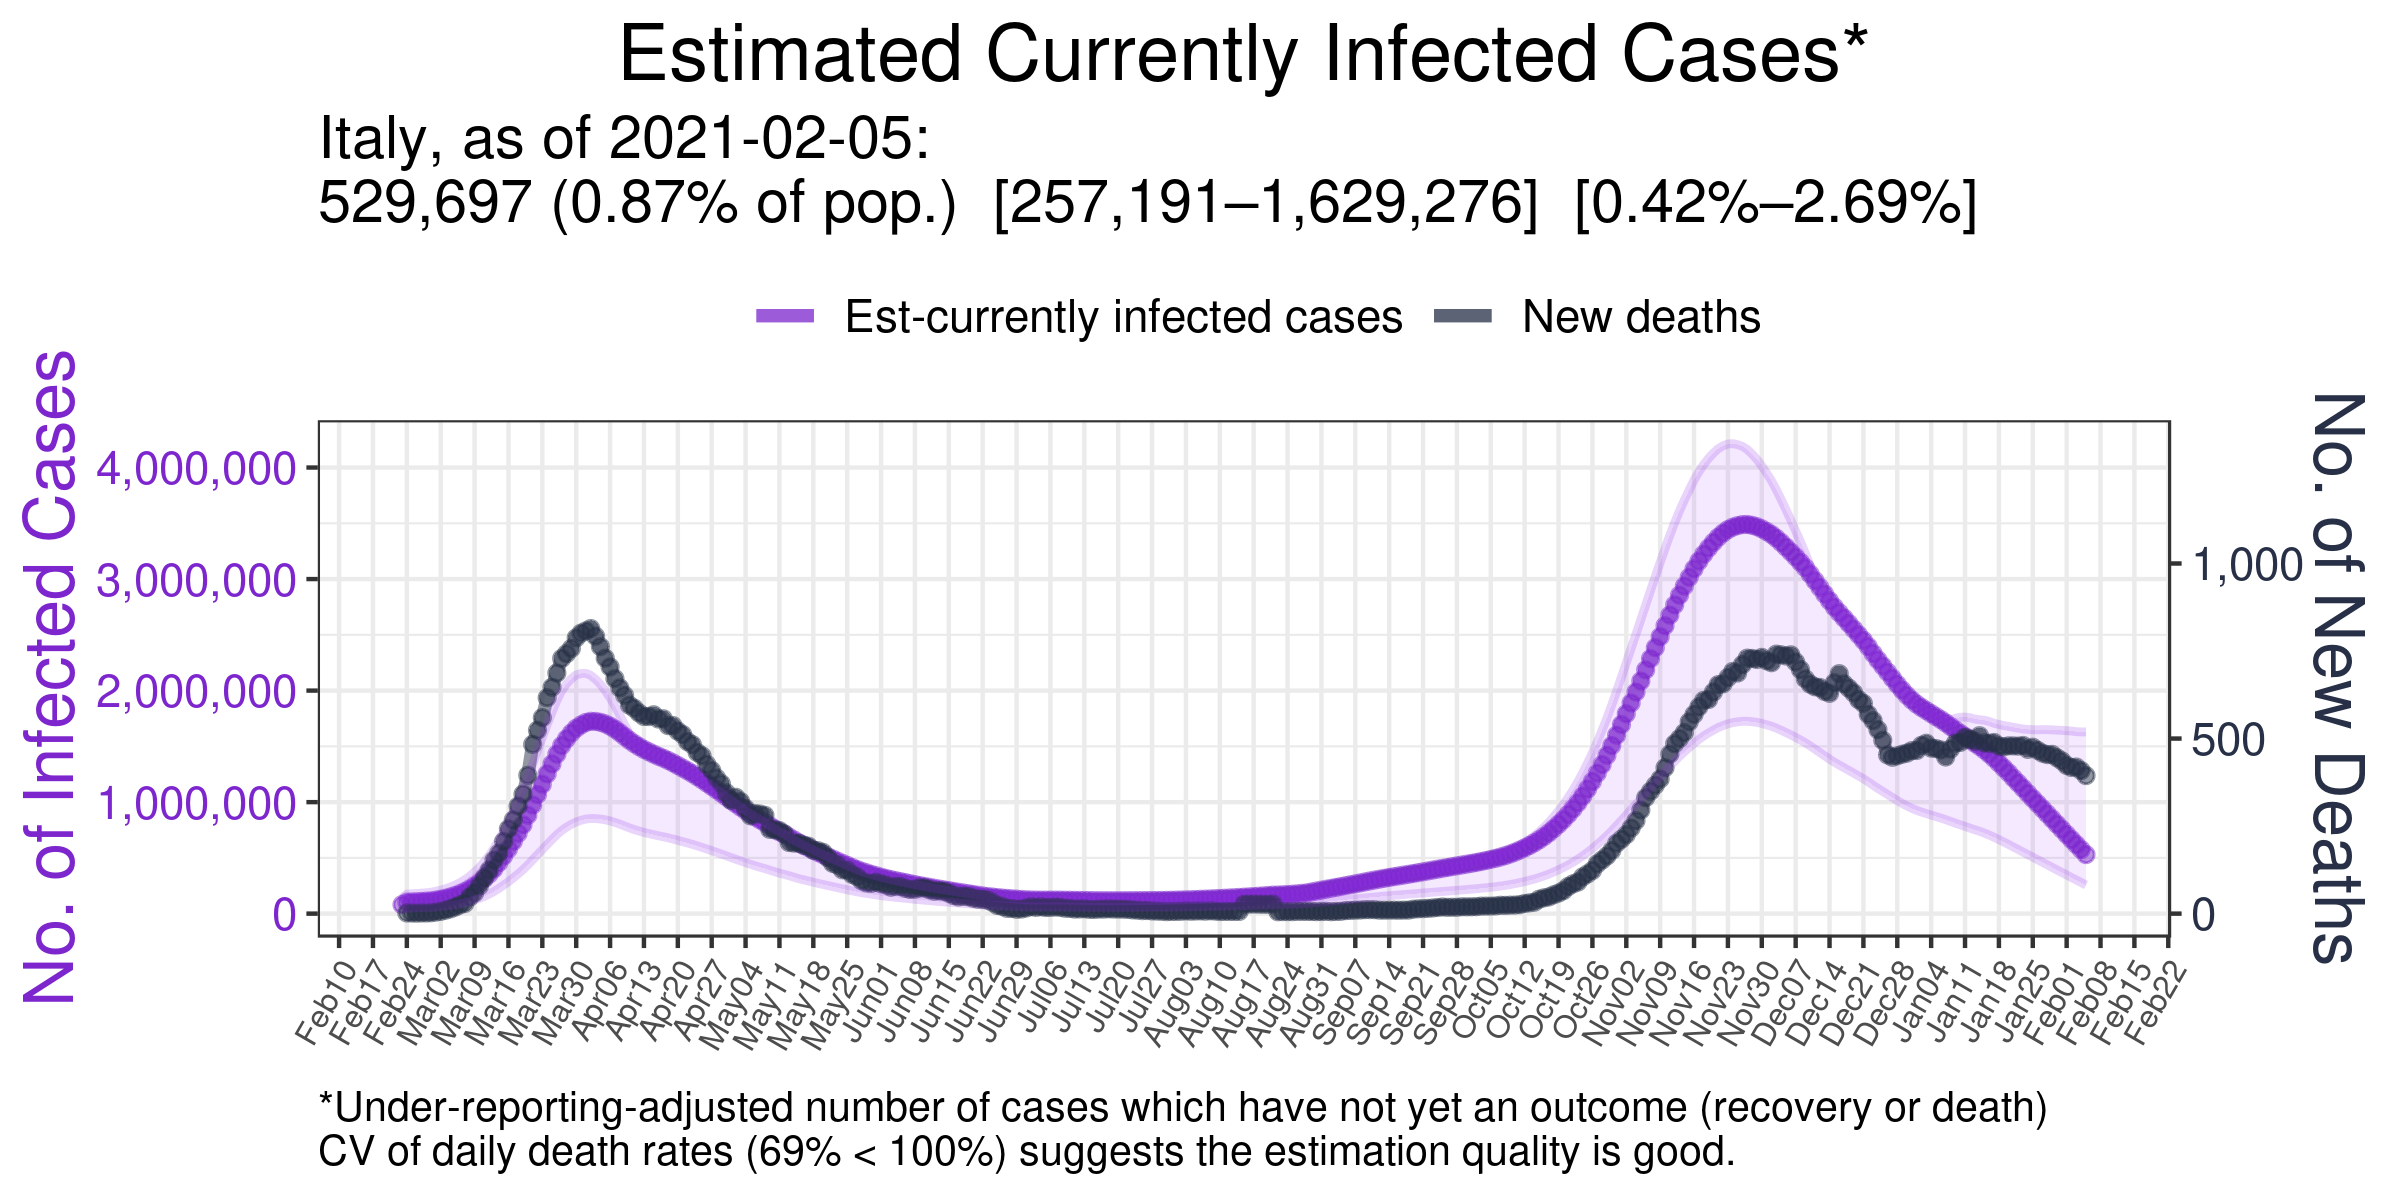 Estimated Currently Infected Cases*
Italy, as of 2021-02-05:
529,697 (0.87% of pop.) [257,191–1,629,276] [0.42%–2.69%]
Est-currently infected cases New deaths
No. of Infected Cases
4,000,000
3,000,000
2,000,000
1,000,000
0
1,000
500
0
No. of New Deaths
Feb10 Feb17 Feb24 Mar02 Mar09 Mar16 Mar23 Mar30 Apr06 Apr13 Apr20 Apr27 May04 May11 May18 May25 Jun01 Jun08 Jun15 Jun22 Jun29 Jul06 Jul13 Jul20 Jul27 Aug03 Aug10 Aug17 Aug24 Aug31 Sep07 Sep14 Sep21 Sep28 Oct05 Oct12 Oct19 Oct26 Nov02 Nov09 Nov16 Nov23 Nov30 Dec07 Dec14 Dec21 Dec28 Jan04 Jan11 Jan18 Jan25 Feb01 Feb08 Feb15 Feb22
*Under-reporting-adjusted number of cases which have not yet an outcome (recovery or death)
CV of daily death rates (69% < 100%) suggests the estimation quality is good.